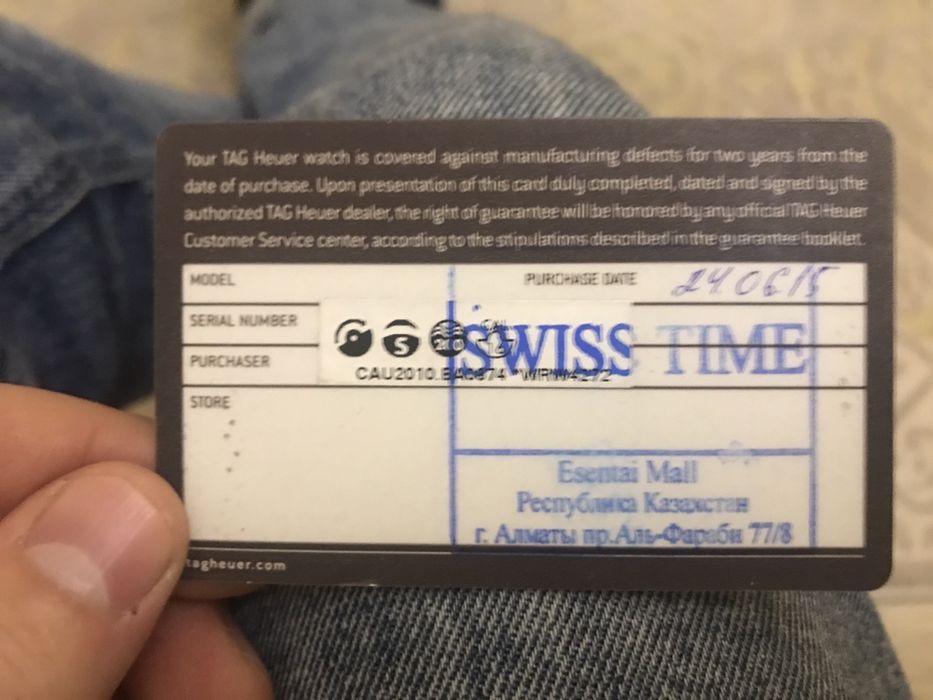 Your TAG Heuer watch is covered against manufacturing defects for two years from the
date of purchase. Upon presentation of this card duly completed, dated and signed by the
authorized TAG Heuer dealer, the right of guarantee will be honored by any official TAG Heuer
Customer Service center, according to the stipulations described in the guarantee booklet.
MODEL
PURCHASE DATE 24.06.15
SERIAL NUMBER
SWISS TIME
5
200
PURCHASER
CAU2010.BA0874 *WRW4272
STORE
Esentai Mall
Республика Казахстан
г. Алматы пр.Аль-Фараби 77/8
tagheuer.com